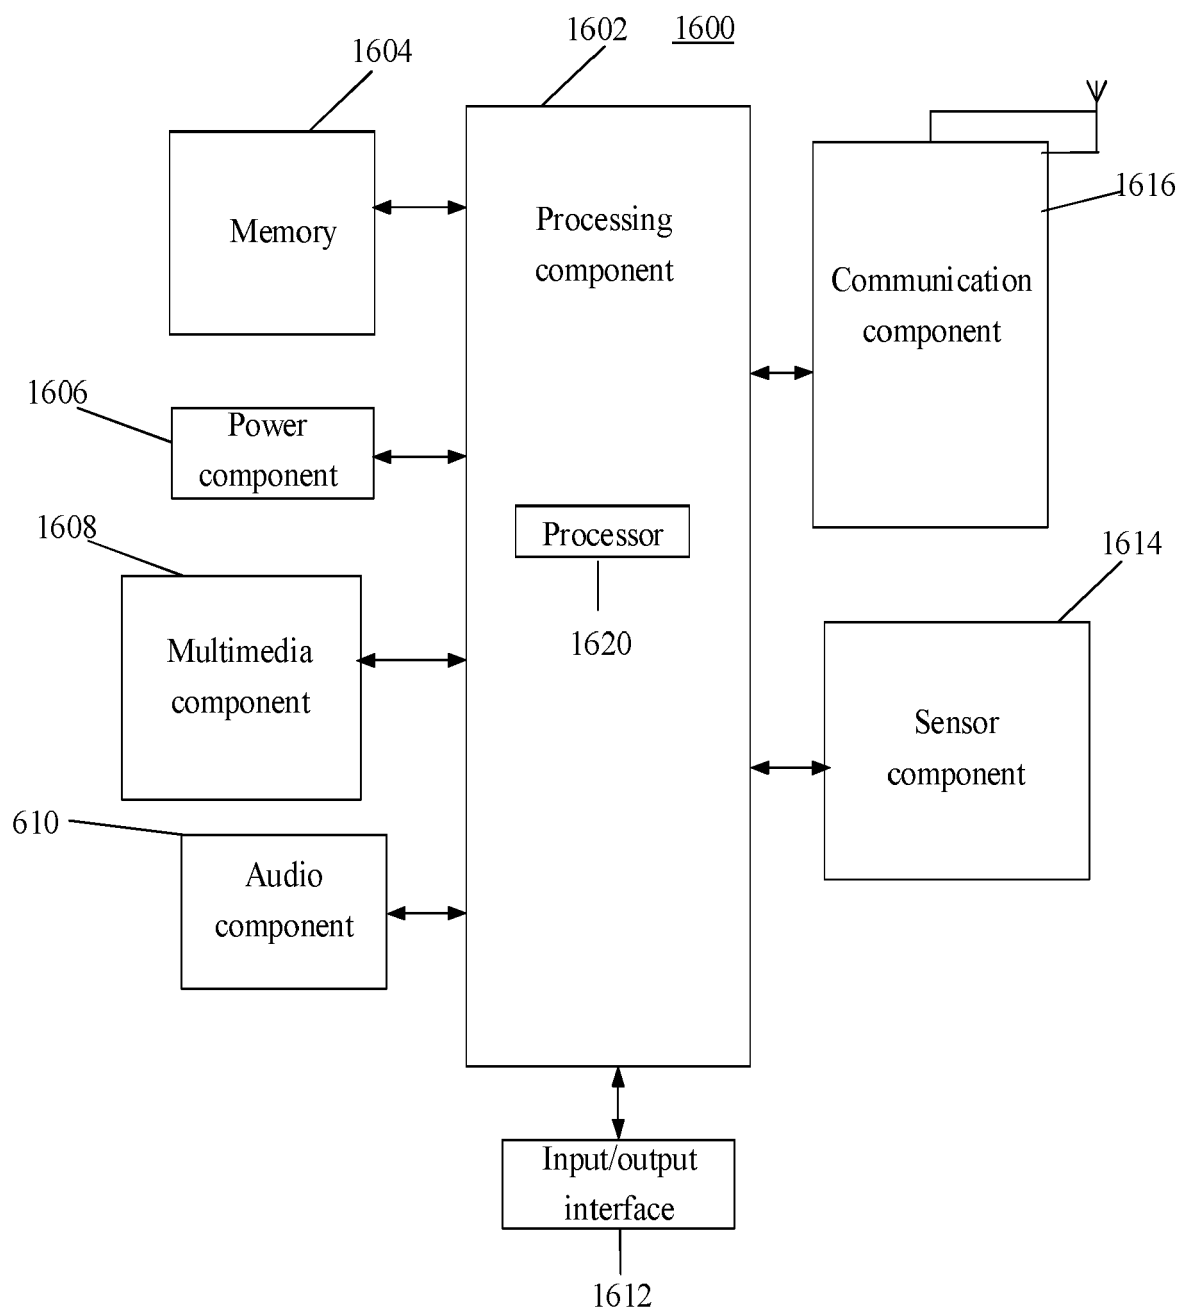 1602
1600
1604
Memory
Processing
component
1616
Communication
component
1606
Power
component
1608
Processor
1620
1614
Multimedia
component
Sensor
component
610
Audio
component
Input/output
interface
1612